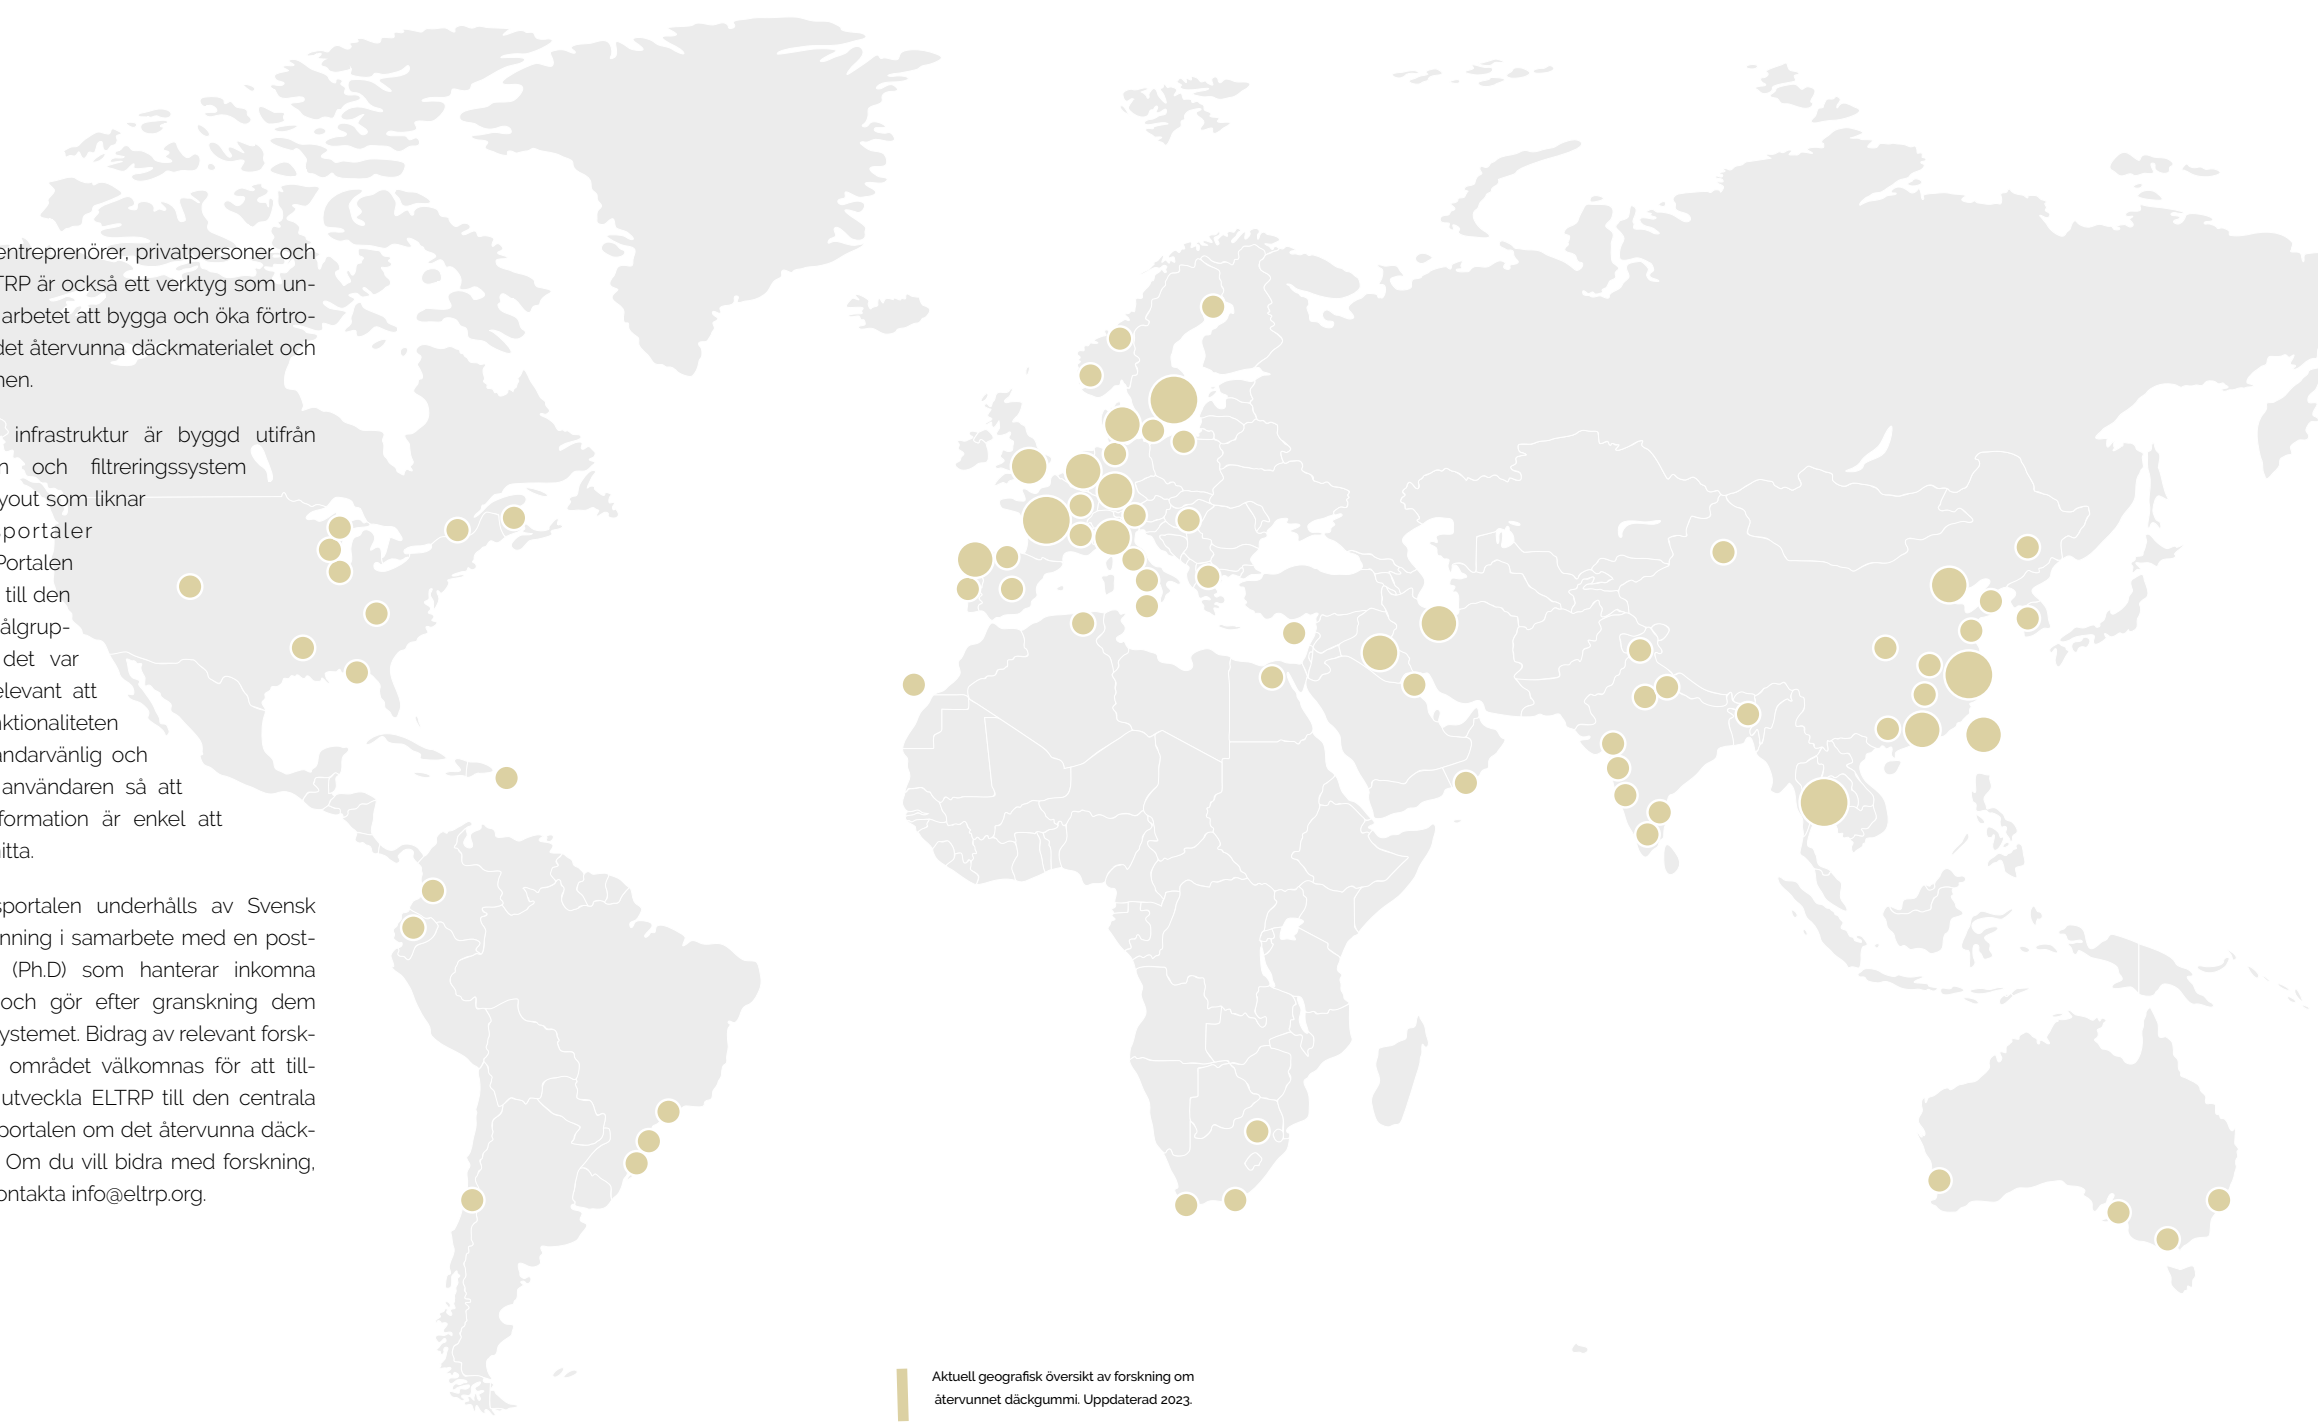 entreprenörer, privatpersoner och
TRP är också ett verktyg som un-
arbetet att bygga och öka förtro-
det återvunna däckmaterialet och
nen.
infrastruktur är byggd utifrån
n och filtreringssystem
yout som liknar
sportaler
Portalen
till den
ålgrup-
det var
elevant att
ktionaliteten
andarvänlig och
användaren så att
formation är enkel att
itta.
sportalen underhålls av Svensk
nning i samarbete med en post-
(Ph.D) som hanterar inkomna
och gör efter granskning dem
systemet. Bidrag av relevant forsk-
området välkomnas för att till-
utveckla ELTRP till den centrala
portalen om det återvunna däck-
Om du vill bidra med forskning,
ontakta info@eltrp.org.
Aktuell geografisk översikt av forskning om
återvunnet däckgummi. Uppdaterad 2023.